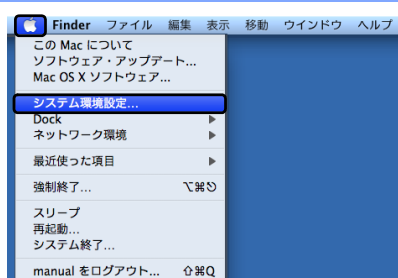 Finder ファイル 編集 表示 移動 ウインドウ ヘルプ
この Mac について
ソフトウェア・アップデート...
Mac OS X ソフトウェア...
システム環境設定...
Dock ▶
ネットワーク環境 ▶
最近使った項目 ▶
強制終了... ⌥⌘⎋
スリープ
再起動...
システム終了...
manual をログアウト... ⇧⌘Q